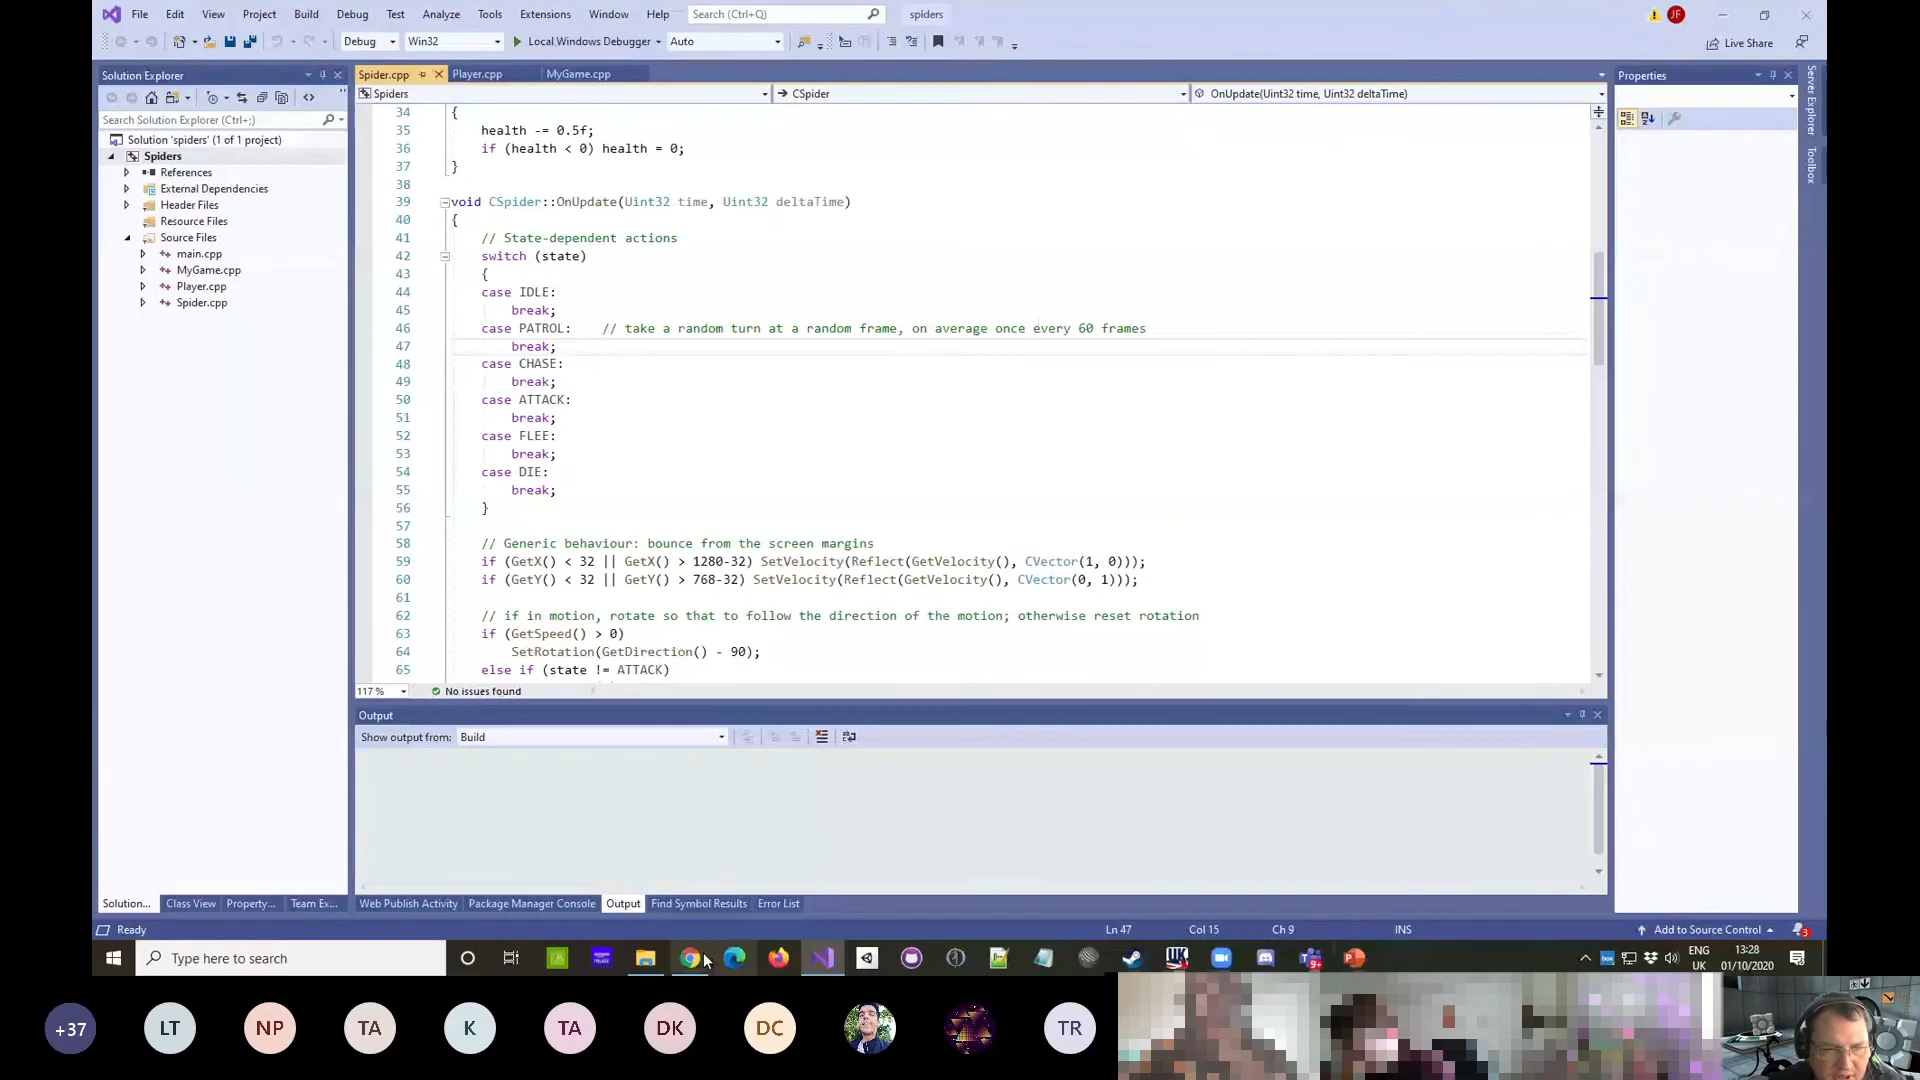 File Edit View Project Build Debug Test Analyze Tools Extensions Window Help Search (Ctrl+Q) spiders JF
Debug Win32 Local Windows Debugger Auto Live Share
Solution Explorer
Search Solution Explorer (Ctrl+;)
Solution 'spiders' (1 of 1 project)
Spiders
References
External Dependencies
Header Files
Resource Files
Source Files
main.cpp
MyGame.cpp
Player.cpp
Spider.cpp
Spider.cpp Player.cpp MyGame.cpp
Spiders CSpider OnUpdate(Uint32 time, Uint32 deltaTime)
34 {
35 health -= 0.5f;
36 if (health < 0) health = 0;
37 }
38
39 void CSpider::OnUpdate(Uint32 time, Uint32 deltaTime)
40 {
41 // State-dependent actions
42 switch (state)
43 {
44 case IDLE:
45 break;
46 case PATROL: // take a random turn at a random frame, on average once every 60 frames
47 break;
48 case CHASE:
49 break;
50 case ATTACK:
51 break;
52 case FLEE:
53 break;
54 case DIE:
55 break;
56 }
57
58 // Generic behaviour: bounce from the screen margins
59 if (GetX() < 32 || GetX() > 1280-32) SetVelocity(Reflect(GetVelocity(), CVector(1, 0)));
60 if (GetY() < 32 || GetY() > 768-32) SetVelocity(Reflect(GetVelocity(), CVector(0, 1)));
61
62 // if in motion, rotate so that to follow the direction of the motion; otherwise reset rotation
63 if (GetSpeed() > 0)
64 SetRotation(GetDirection() - 90);
65 else if (state != ATTACK)
117 % No issues found
Output
Show output from: Build
Properties
Server Explorer
Toolbox
Solution... Class View Property... Team Ex... Web Publish Activity Package Manager Console Output Find Symbol Results Error List
Ready Ln 47 Col 15 Ch 9 INS Add to Source Control 3
Type here to search
ENG
UK
13:28
01/10/2020
+37 LT NP TA K TA DK DC TR